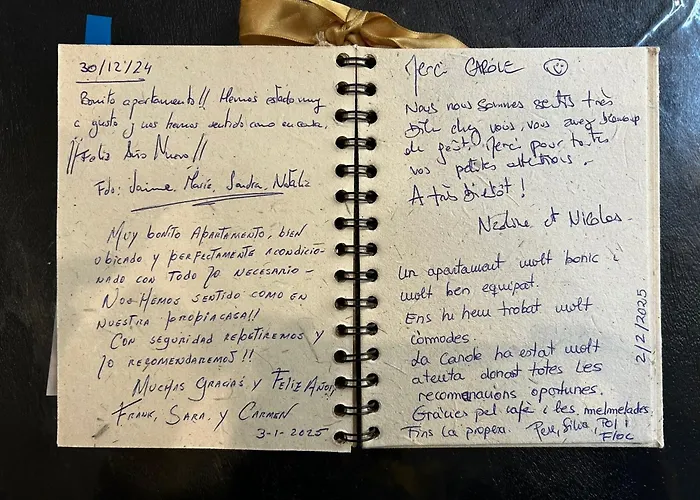 30/12/24
Bonito apartamento!! Hemos estado muy
a gusto y nos hemos sentido como en casa.
¡¡Feliz Año Nuevo!!
Fdo: Jaime, María, Sandra, Natalia
MUY BONITO APARTAMENTO, BIEN
UBICADO Y PERFECTAMENTE ACONDICIO-
NADO CON TODO LO NECESARIO -
NOS HEMOS SENTIDO COMO EN
NUESTRA PROPIA CASA!!
CON SEGURIDAD REPETIREMOS Y
LO RECOMENDAREMOS!!
MUCHAS GRACIAS Y FELIZ AÑO!!
FRANK, SARA Y CARMEN
3-1-2025
Merci CAROLE ☺
Nous nous sommes sentis très
bien chez vous, vous avez beaucoup
de goût, Merci pour toutes
vos petites attentions -
A très Bientôt !
Nadine et Nicolas -
Un apartament molt bonic i
molt ben equipat.
Ens hi hem trobat molt
còmodes.
La Carole ha estat molt
atenta donant totes les
recomanacions oportunes.
Gràcies pel cafè i les melmelades.
Fins la propera. Pere, Sílvia, Pol i
Eloc
2/2/2025